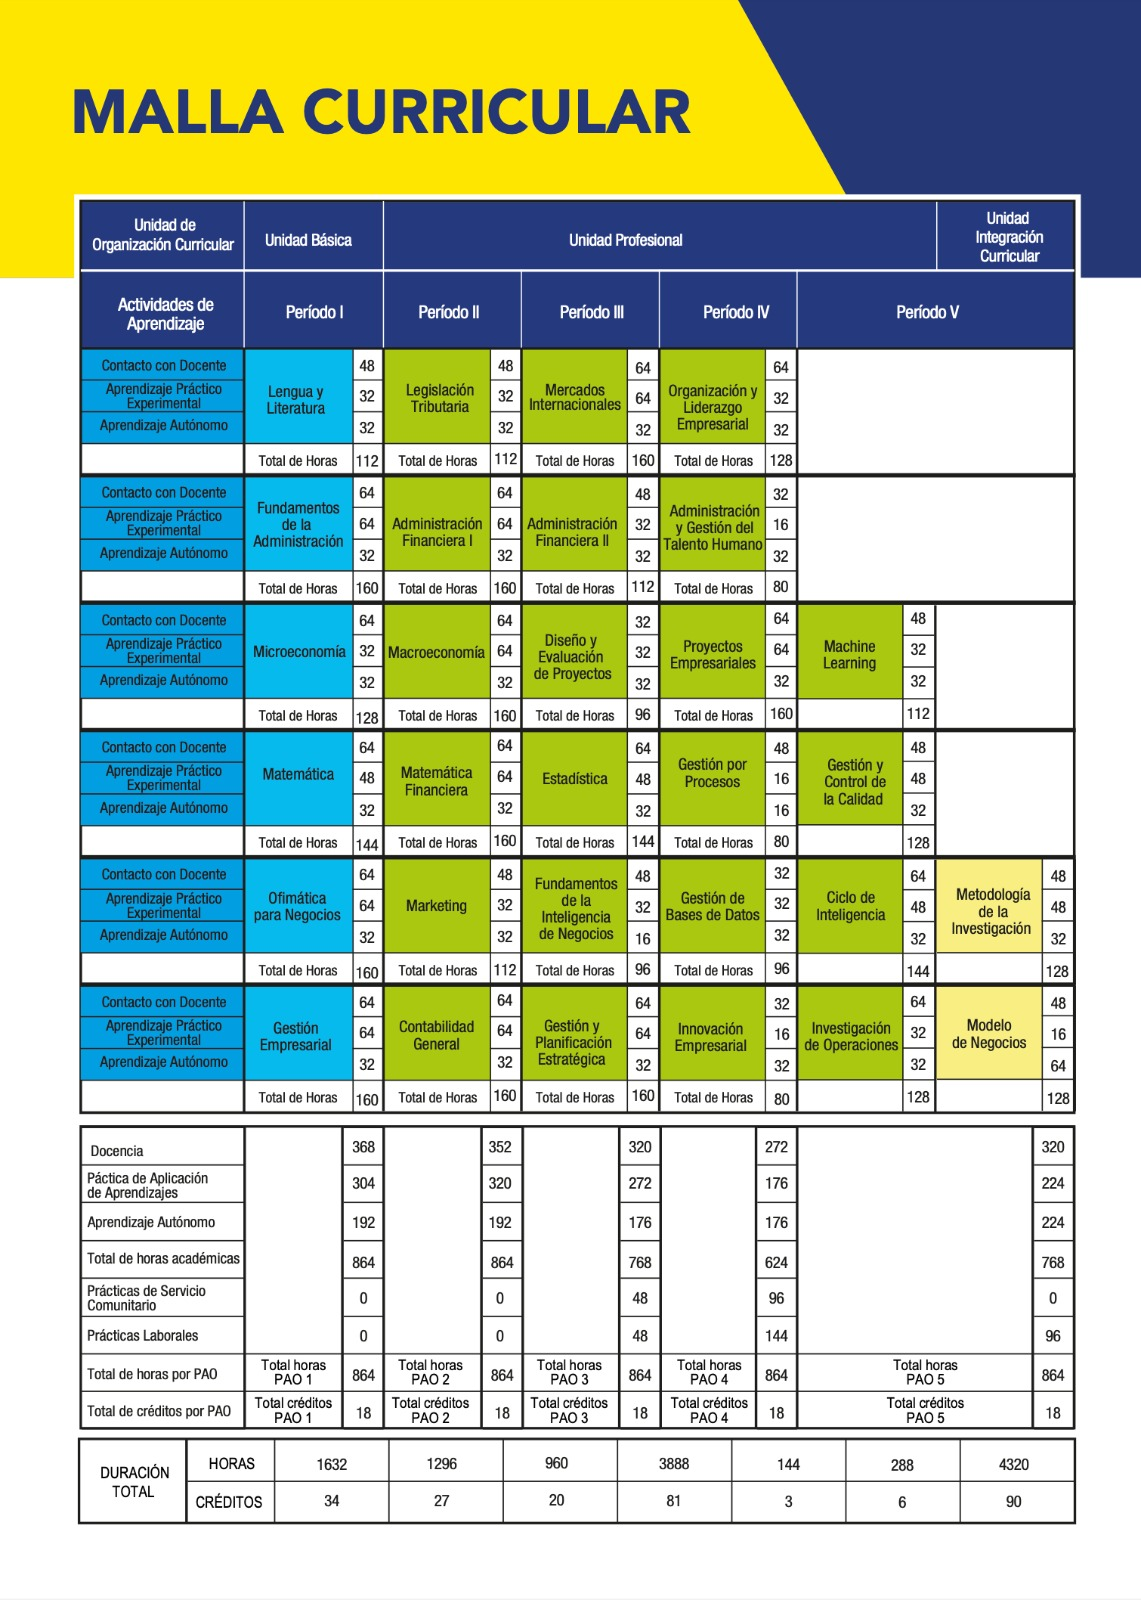 MALLA CURRICULAR
Unidad de
Organización Curricular
Unidad Básica
Unidad Profesional
Unidad
Integración
Curricular
Actividades de
Aprendizaje
Período I
Período II
Período III
Período IV
Período V
Contacto con Docente
Aprendizaje Práctico
Experimental
Aprendizaje Autónomo
Lengua y
Literatura
48
32
32
Legislación
Tributaria
48
32
32
Mercados
Internacionales
64
64
32
Organización y
Liderazgo
Empresarial
64
32
32
Total de Horas 112 Total de Horas 112 Total de Horas 160 Total de Horas 128
Contacto con Docente
Aprendizaje Práctico
Experimental
Aprendizaje Autónomo
Fundamentos
de la
Administración
64
64
32
Administración
Financiera I
64
64
32
Administración
Financiera II
48
32
32
Administración
y Gestión del
Talento Humano
32
16
32
Total de Horas 160 Total de Horas 160 Total de Horas 112 Total de Horas 80
Contacto con Docente
Aprendizaje Práctico
Experimental
Aprendizaje Autónomo
Microeconomía
64
32
32
Macroeconomía
64
64
32
Diseño y
Evaluación
de Proyectos
32
32
32
Proyectos
Empresariales
64
64
32
Machine
Learning
48
32
32
Total de Horas 128 Total de Horas 160 Total de Horas 96 Total de Horas 160 112
Contacto con Docente
Aprendizaje Práctico
Experimental
Aprendizaje Autónomo
Matemática
64
48
32
Matemática
Financiera
64
64
32
Estadística
64
48
32
Gestión por
Procesos
48
16
16
Gestión y
Control de
la Calidad
48
48
32
Total de Horas 144 Total de Horas 160 Total de Horas 144 Total de Horas 80 128
Contacto con Docente
Aprendizaje Práctico
Experimental
Aprendizaje Autónomo
Ofimática
para Negocios
64
64
32
Marketing
48
32
32
Fundamentos
de la
Inteligencia
de Negocios
48
32
16
Gestión de
Bases de Datos
32
32
32
Ciclo de
Inteligencia
64
48
32
Metodología
de la
Investigación
48
48
32
Total de Horas 160 Total de Horas 112 Total de Horas 96 Total de Horas 96 144 128
Contacto con Docente
Aprendizaje Práctico
Experimental
Aprendizaje Autónomo
Gestión
Empresarial
64
64
32
Contabilidad
General
64
64
32
Gestión y
Planificación
Estratégica
64
64
32
Innovación
Empresarial
32
16
32
Investigación
de Operaciones
64
32
32
Modelo
de Negocios
48
16
64
Total de Horas 160 Total de Horas 160 Total de Horas 160 Total de Horas 80 128 128
Docencia 368 352 320 272 320
Páctica de Aplicación
de Aprendizajes
304 320 272 176 224
Aprendizaje Autónomo 192 192 176 176 224
Total de horas académicas 864 864 768 624 768
Prácticas de Servicio
Comunitario
0 0 48 96 0
Prácticas Laborales 0 0 48 144 96
Total de horas por PAO
Total horas
PAO 1
864
Total horas
PAO 2
864
Total horas
PAO 3
864
Total horas
PAO 4
864
Total horas
PAO 5
864
Total de créditos por PAO
Total créditos
PAO 1
18
Total créditos
PAO 2
18
Total créditos
PAO 3
18
Total créditos
PAO 4
18
Total créditos
PAO 5
18
DURACIÓN
TOTAL
HORAS 1632 1296 960 3888 144 288 4320
CRÉDITOS 34 27 20 81 3 6 90